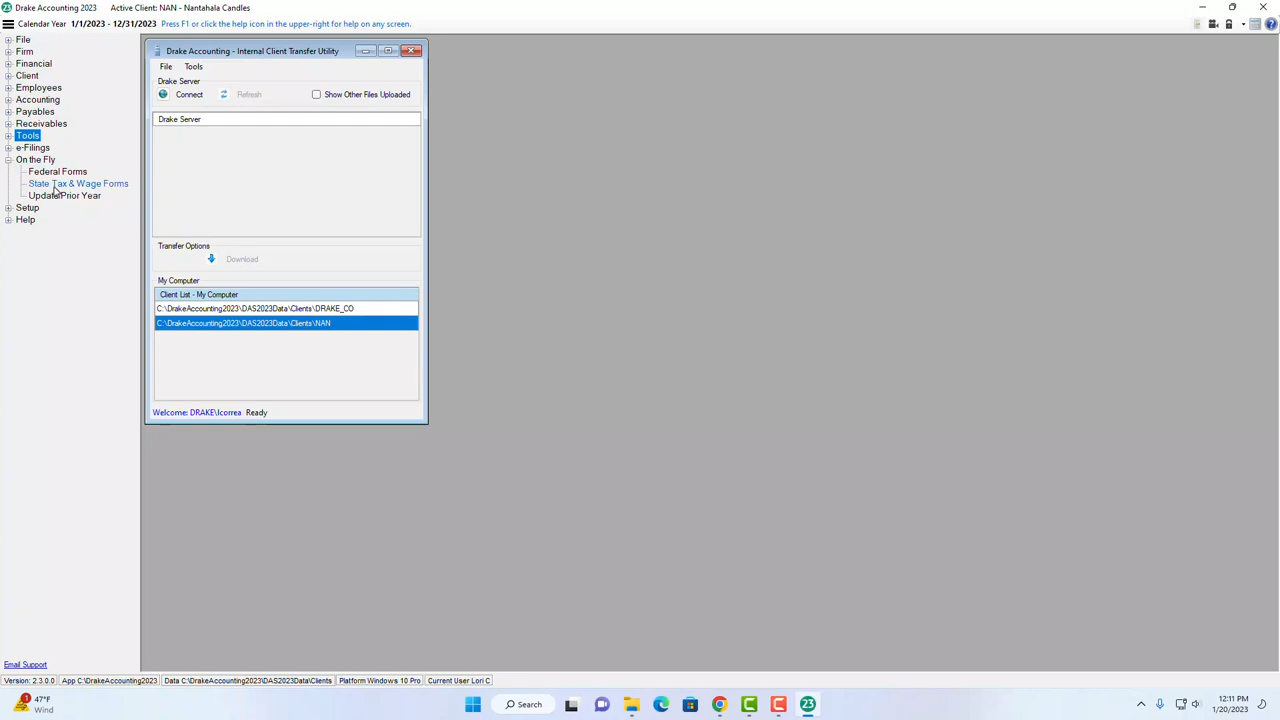 Drake Accounting 2023 Active Client: NAN - Nantahala Candles
Calendar Year 1/1/2023 - 12/31/2023 Press F1 or click the help icon in the upper-right for help on any screen.
File
Firm
Financial
Client
Employees
Accounting
Payables
Receivables
Tools
e-Filings
On the Fly
Federal Forms
State Tax & Wage Forms
Update Prior Year
Setup
Help
Drake Accounting - Internal Client Transfer Utility
File Tools
Drake Server
Connect Refresh Show Other Files Uploaded
Drake Server
Transfer Options
Download
My Computer
Client List - My Computer
C:\DrakeAccounting2023\DAS2023Data\Clients\DRAKE_CO
C:\DrakeAccounting2023\DAS2023Data\Clients\NAN
Welcome: DRAKE\lcorrea Ready
Email Support
Version: 2.3.0.0 App C:\DrakeAccounting2023 Data C:\DrakeAccounting2023\DAS2023Data\Clients Platform Windows 10 Pro Current User Lori C
1
47°F
Wind
Search
23
12:11 PM
1/20/2023